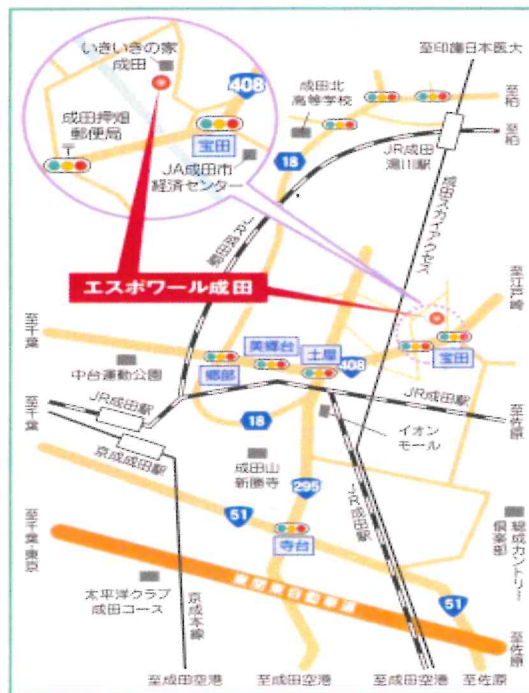 いきいきの家
成田
408
成田押畑
郵便局
〒
宝田
JA成田市
経済センター
至印旛日本医大
成田北
高等学校
至柏
至柏
18
JR成田
湯川駅
JR成田駅
成田スカイアクセス
エスポワール成田
至江戸崎
至千葉
中台運動公園
郷部
美郷台
土屋
408
宝田
至千葉
JR成田駅
JR成田駅
至佐原
18
イオン
モール
京成成田駅
成田山
新勝寺
JR成田駅
295
51
寺台
至千葉・東京
東関東自動車道
総成カントリー
倶楽部
太平洋クラブ
成田コース
京成本線
51
至佐原
至成田空港
至成田空港
至成田空港
至佐原